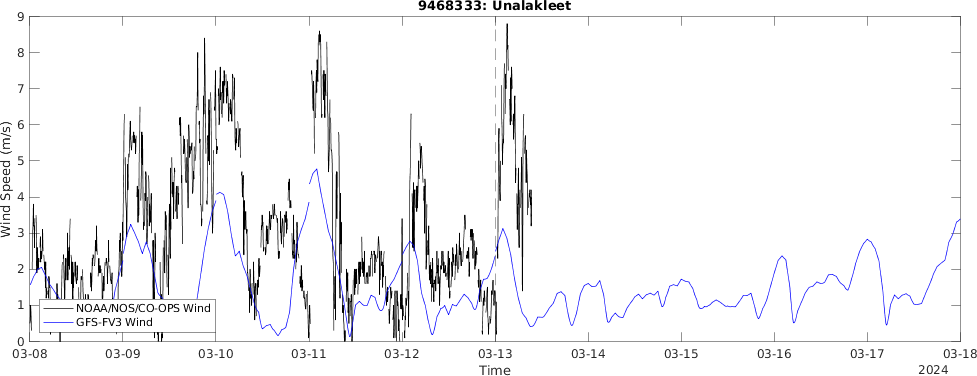 9468333: Unalakleet
9
8
7
6
5
4
3
2
1
0
Wind Speed (m/s)
NOAA/NOS/CO-OPS Wind
GFS-FV3 Wind
03-08 03-09 03-10 03-11 03-12 03-13 03-14 03-15 03-16 03-17 03-18
Time
2024